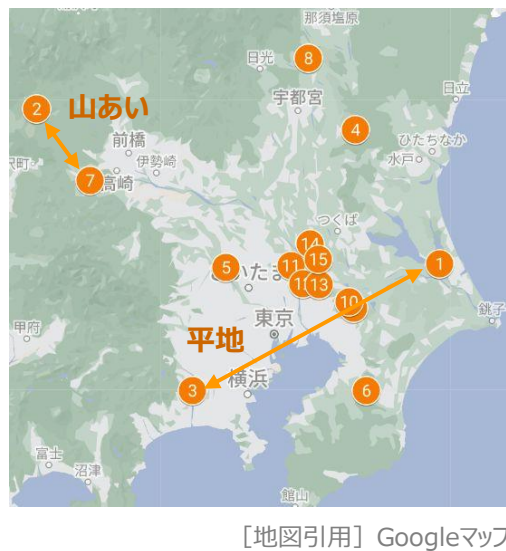 那須塩原
日光
8
宇都宮
日立
2
山あい
4
前橋
ひたちなか
水戸
伊勢崎
沢町
7
高崎
つくば
14
15
11
5
いたま
1
13
10
銚子
東京
甲府
平地
3
横浜
6
富士
沼津
館山
[地図引用] Googleマップ